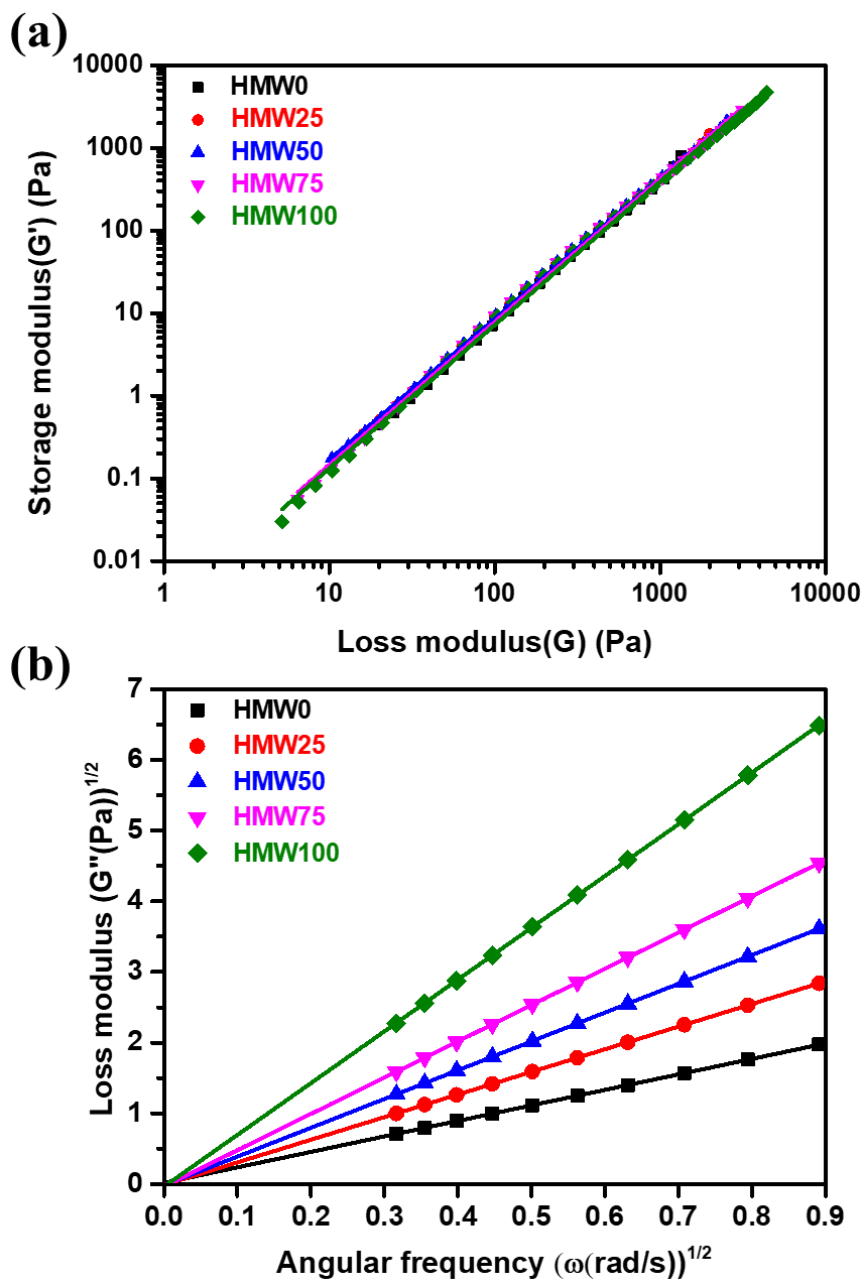 (a)
10000
1000
100
10
1
0.1
0.01
Storage modulus(G') (Pa)
HMW0
HMW25
HMW50
HMW75
HMW100
1 10 100 1000 10000
Loss modulus(G) (Pa)
(b)
7
6
5
4
3
2
1
0
Loss modulus (G"(Pa))1/2
HMW0
HMW25
HMW50
HMW75
HMW100
0.0 0.1 0.2 0.3 0.4 0.5 0.6 0.7 0.8 0.9
Angular frequency (ω(rad/s))1/2